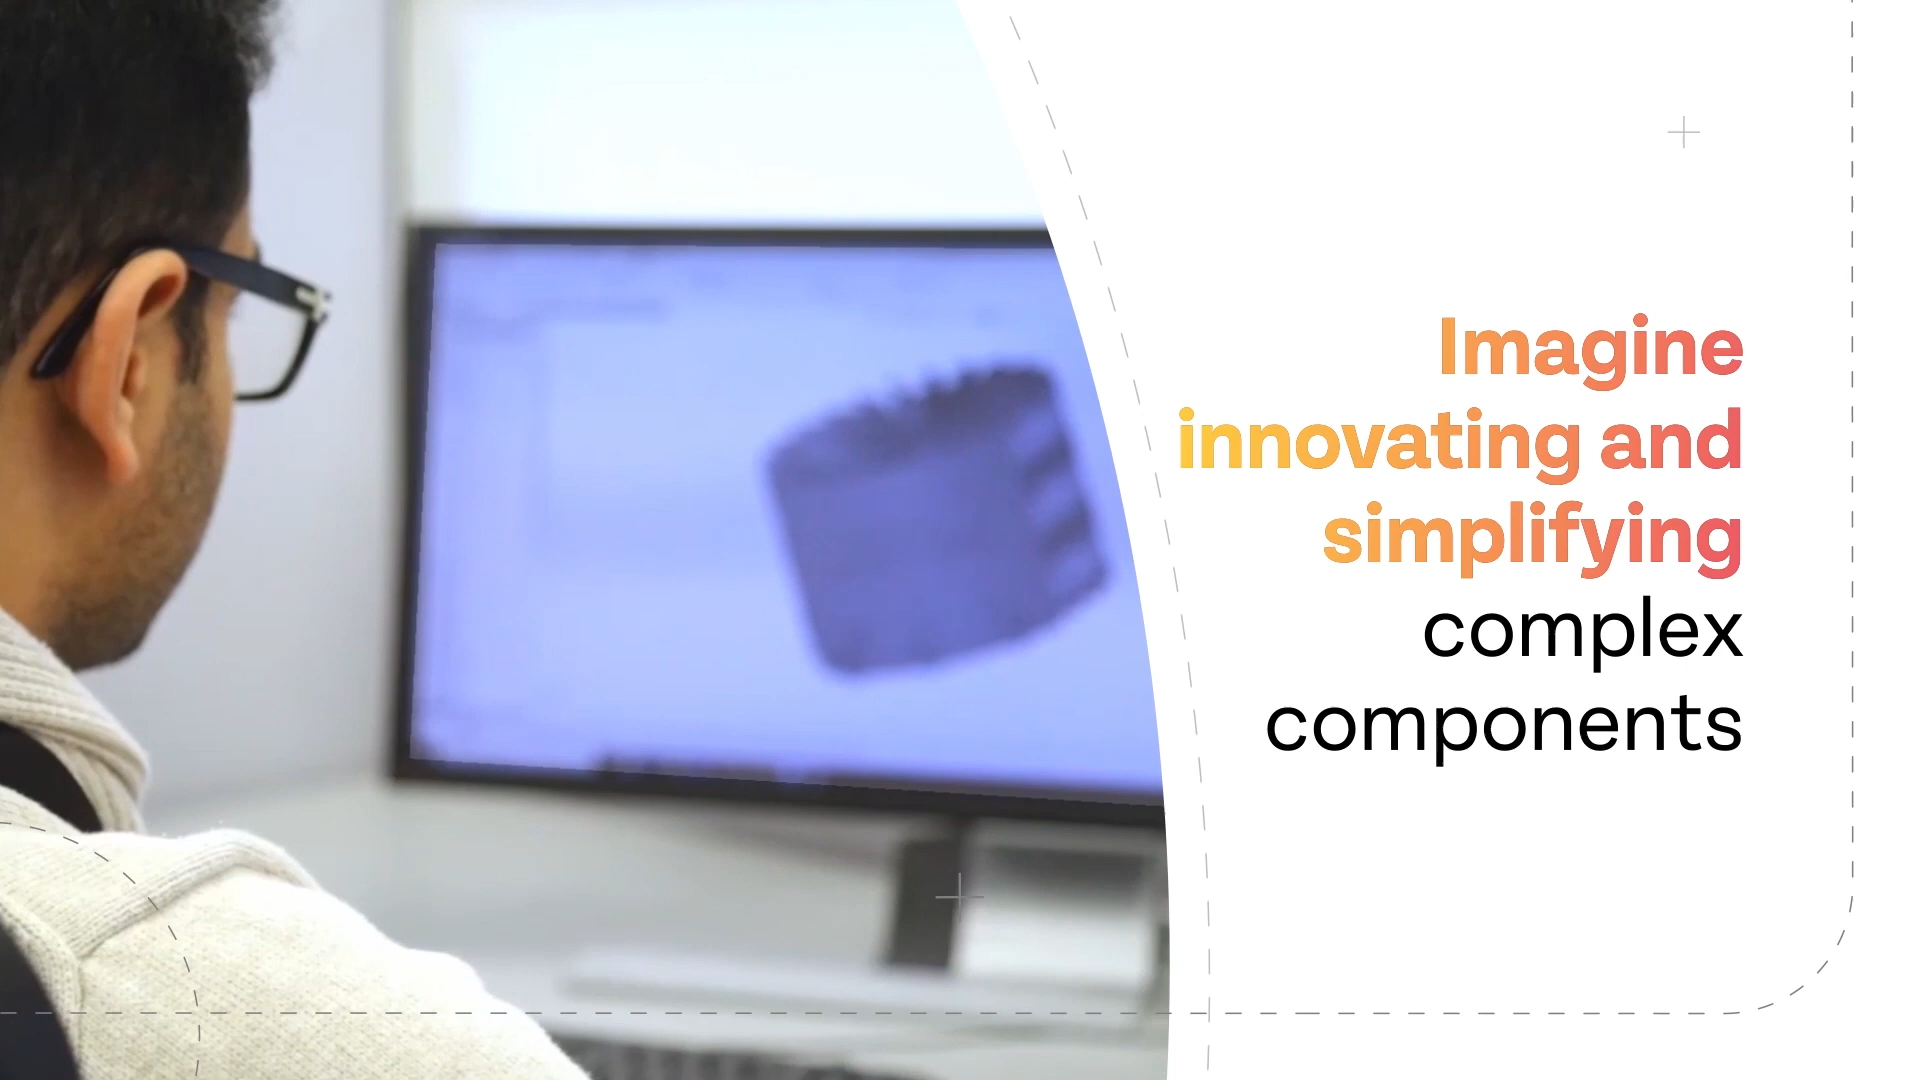 Imagine
innovating and
simplifying
complex
components